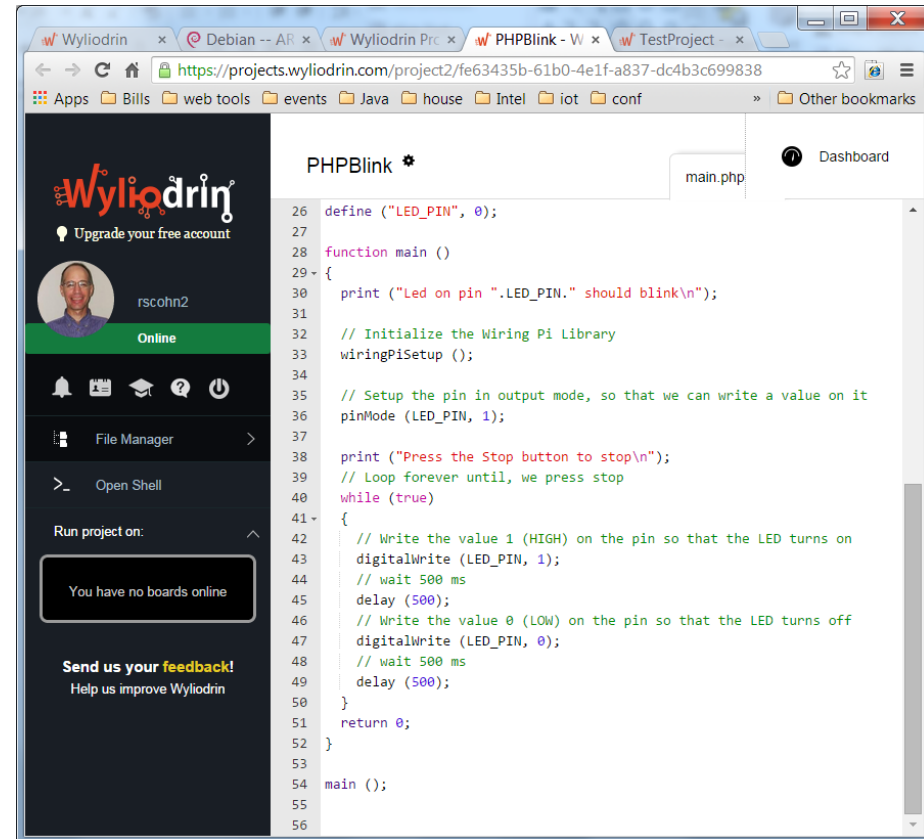 Wyliodrin
Debian -- AR
Wyliodrin Prc
PHPBlink - W
TestProject -
https://projects.wyliodrin.com/project2/fe63435b-61b0-4e1f-a837-dc4b3c699838
Apps Bills web tools events Java house Intel iot conf » Other bookmarks
Wyliodrin
Upgrade your free account
rscohn2
Online
File Manager
Open Shell
Run project on:
You have no boards online
Send us your feedback!
Help us improve Wyliodrin
PHPBlink
main.php
Dashboard
26 define ("LED_PIN", 0);
27
28 function main ()
29 {
30 print ("Led on pin ".LED_PIN." should blink\n");
31
32 // Initialize the Wiring Pi Library
33 wiringPiSetup ();
34
35 // Setup the pin in output mode, so that we can write a value on it
36 pinMode (LED_PIN, 1);
37
38 print ("Press the Stop button to stop\n");
39 // Loop forever until, we press stop
40 while (true)
41 {
42 // Write the value 1 (HIGH) on the pin so that the LED turns on
43 digitalWrite (LED_PIN, 1);
44 // wait 500 ms
45 delay (500);
46 // Write the value 0 (LOW) on the pin so that the LED turns off
47 digitalWrite (LED_PIN, 0);
48 // wait 500 ms
49 delay (500);
50 }
51 return 0;
52 }
53
54 main ();
55
56